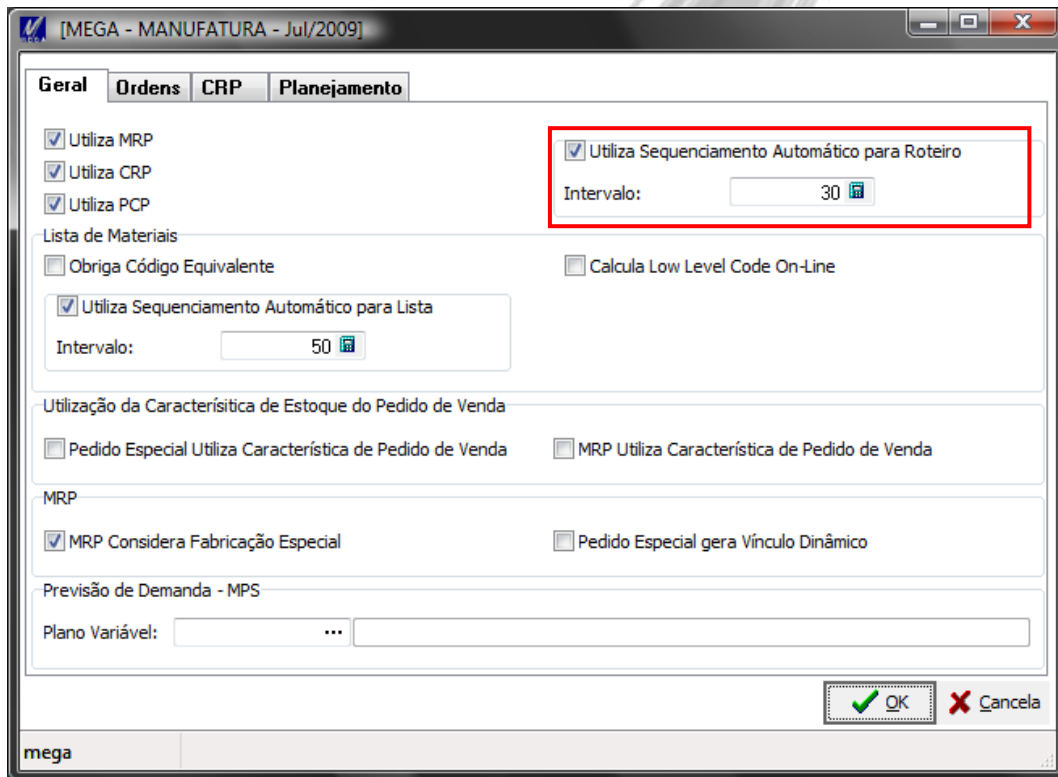 [MEGA - MANUFATURA - Jul/2009]
Geral Ordens CRP Planejamento
Utiliza MRP
Utiliza CRP
Utiliza PCP
Utiliza Sequenciamento Automático para Roteiro
Intervalo: 30
Lista de Materiais
Obriga Código Equivalente
Calcula Low Level Code On-Line
Utiliza Sequenciamento Automático para Lista
Intervalo: 50
Utilização da Caracterísitica de Estoque do Pedido de Venda
Pedido Especial Utiliza Característica de Pedido de Venda
MRP Utiliza Característica de Pedido de Venda
MRP
MRP Considera Fabricação Especial
Pedido Especial gera Vínculo Dinâmico
Previsão de Demanda - MPS
Plano Variável: ...
OK Cancela
mega